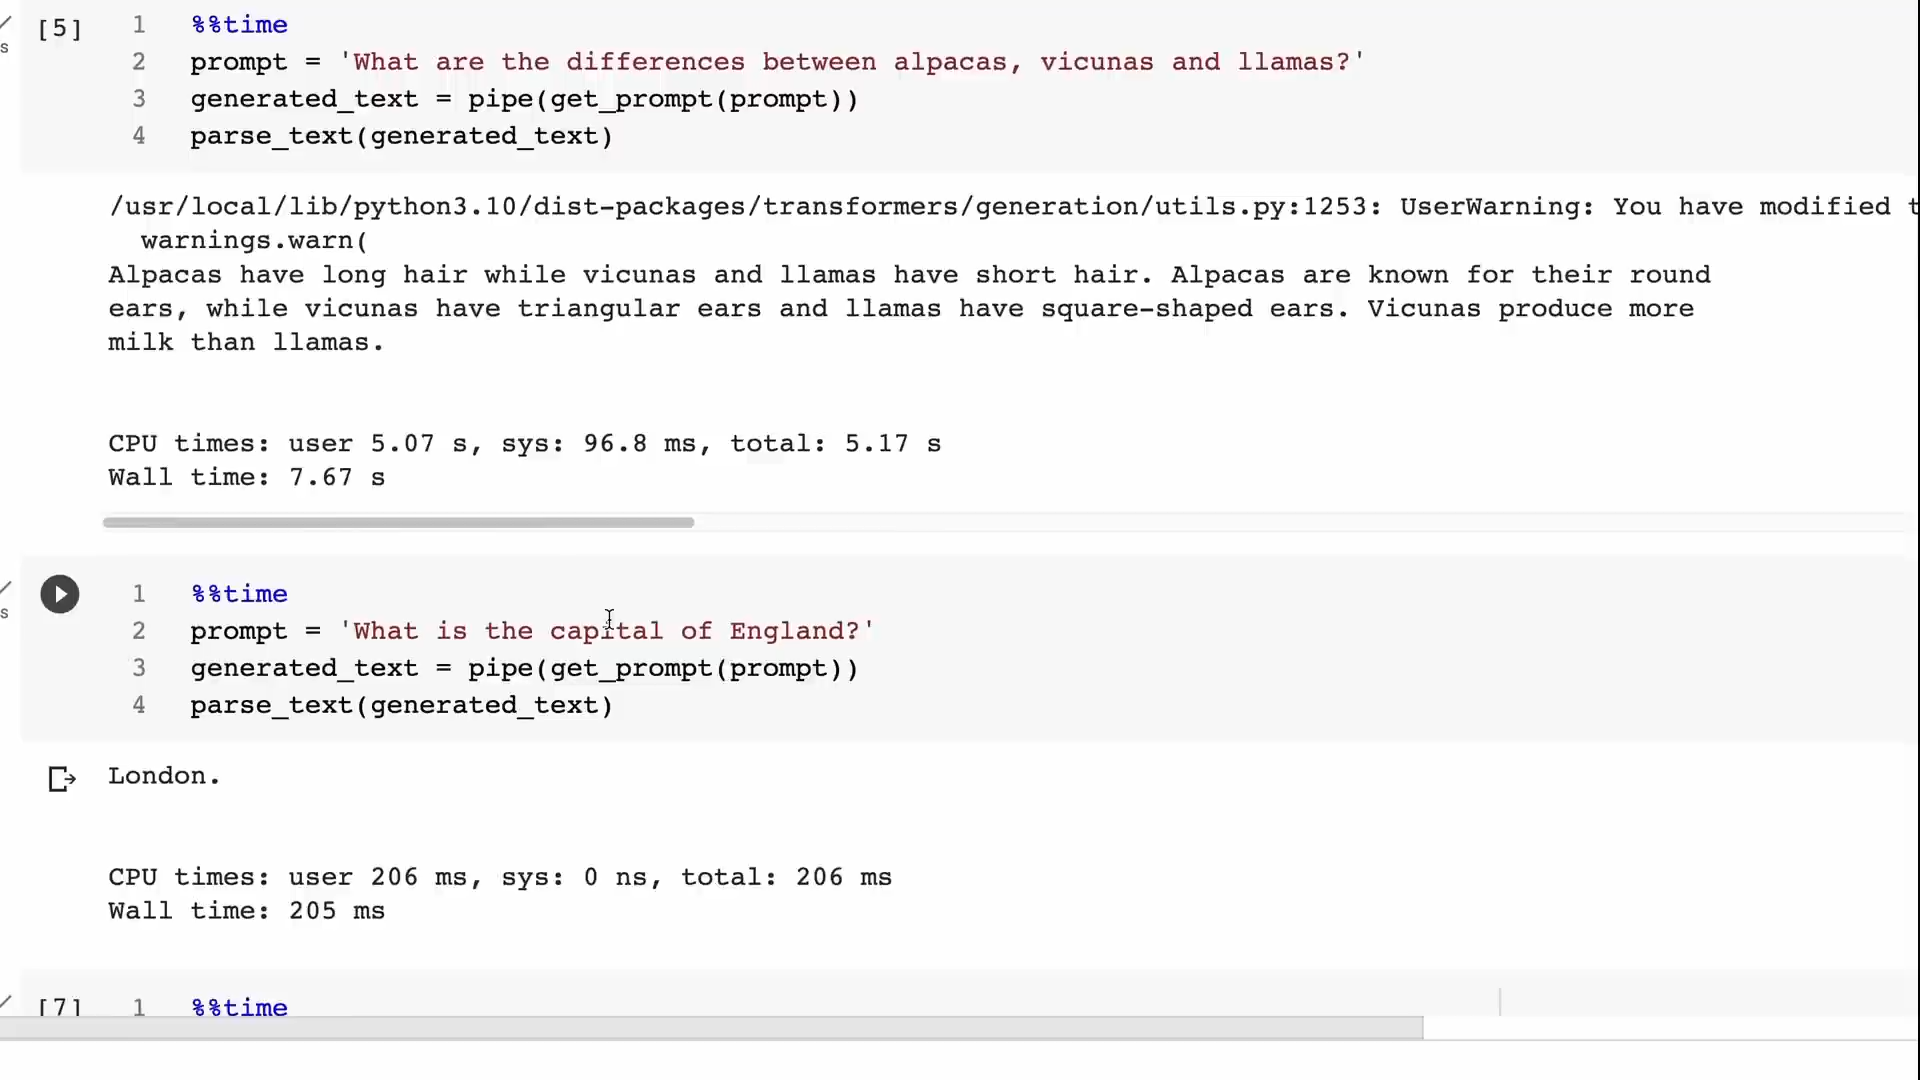 [5] 1 %%time
2 prompt = 'What are the differences between alpacas, vicunas and llamas?'
3 generated_text = pipe(get_prompt(prompt))
4 parse_text(generated_text)
s
/usr/local/lib/python3.10/dist-packages/transformers/generation/utils.py:1253: UserWarning: You have modified t
warnings.warn(
Alpacas have long hair while vicunas and llamas have short hair. Alpacas are known for their round
ears, while vicunas have triangular ears and llamas have square-shaped ears. Vicunas produce more
milk than llamas.
CPU times: user 5.07 s, sys: 96.8 ms, total: 5.17 s
Wall time: 7.67 s
1 %%time
s
2 prompt = 'What is the capital of England?'
3 generated_text = pipe(get_prompt(prompt))
4 parse_text(generated_text)
London.
CPU times: user 206 ms, sys: 0 ns, total: 206 ms
Wall time: 205 ms
[7] 1 %%time